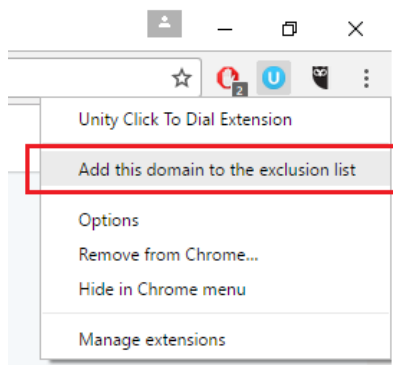 2
U
Unity Click To Dial Extension
Add this domain to the exclusion list
Options
Remove from Chrome...
Hide in Chrome menu
Manage extensions